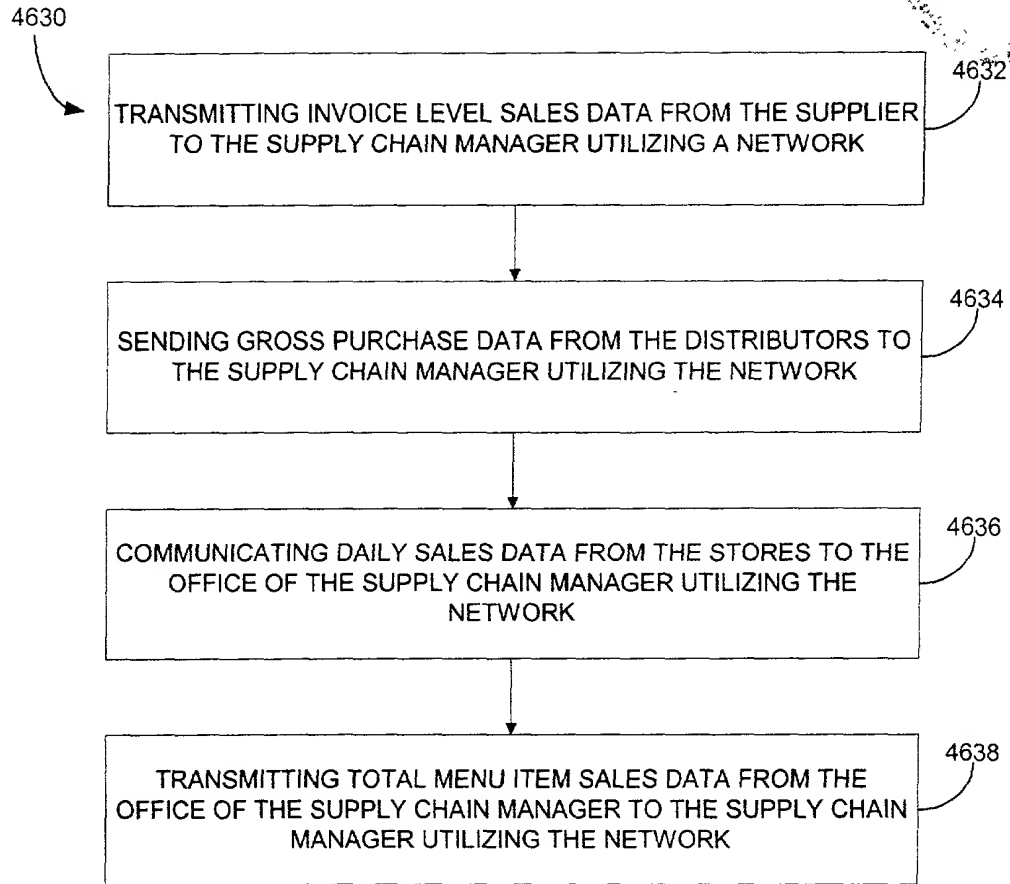 4630
4632
TRANSMITTING INVOICE LEVEL SALES DATA FROM THE SUPPLIER
TO THE SUPPLY CHAIN MANAGER UTILIZING A NETWORK
4634
SENDING GROSS PURCHASE DATA FROM THE DISTRIBUTORS TO
THE SUPPLY CHAIN MANAGER UTILIZING THE NETWORK
4636
COMMUNICATING DAILY SALES DATA FROM THE STORES TO THE
OFFICE OF THE SUPPLY CHAIN MANAGER UTILIZING THE
NETWORK
4638
TRANSMITTING TOTAL MENU ITEM SALES DATA FROM THE
OFFICE OF THE SUPPLY CHAIN MANAGER TO THE SUPPLY CHAIN
MANAGER UTILIZING THE NETWORK